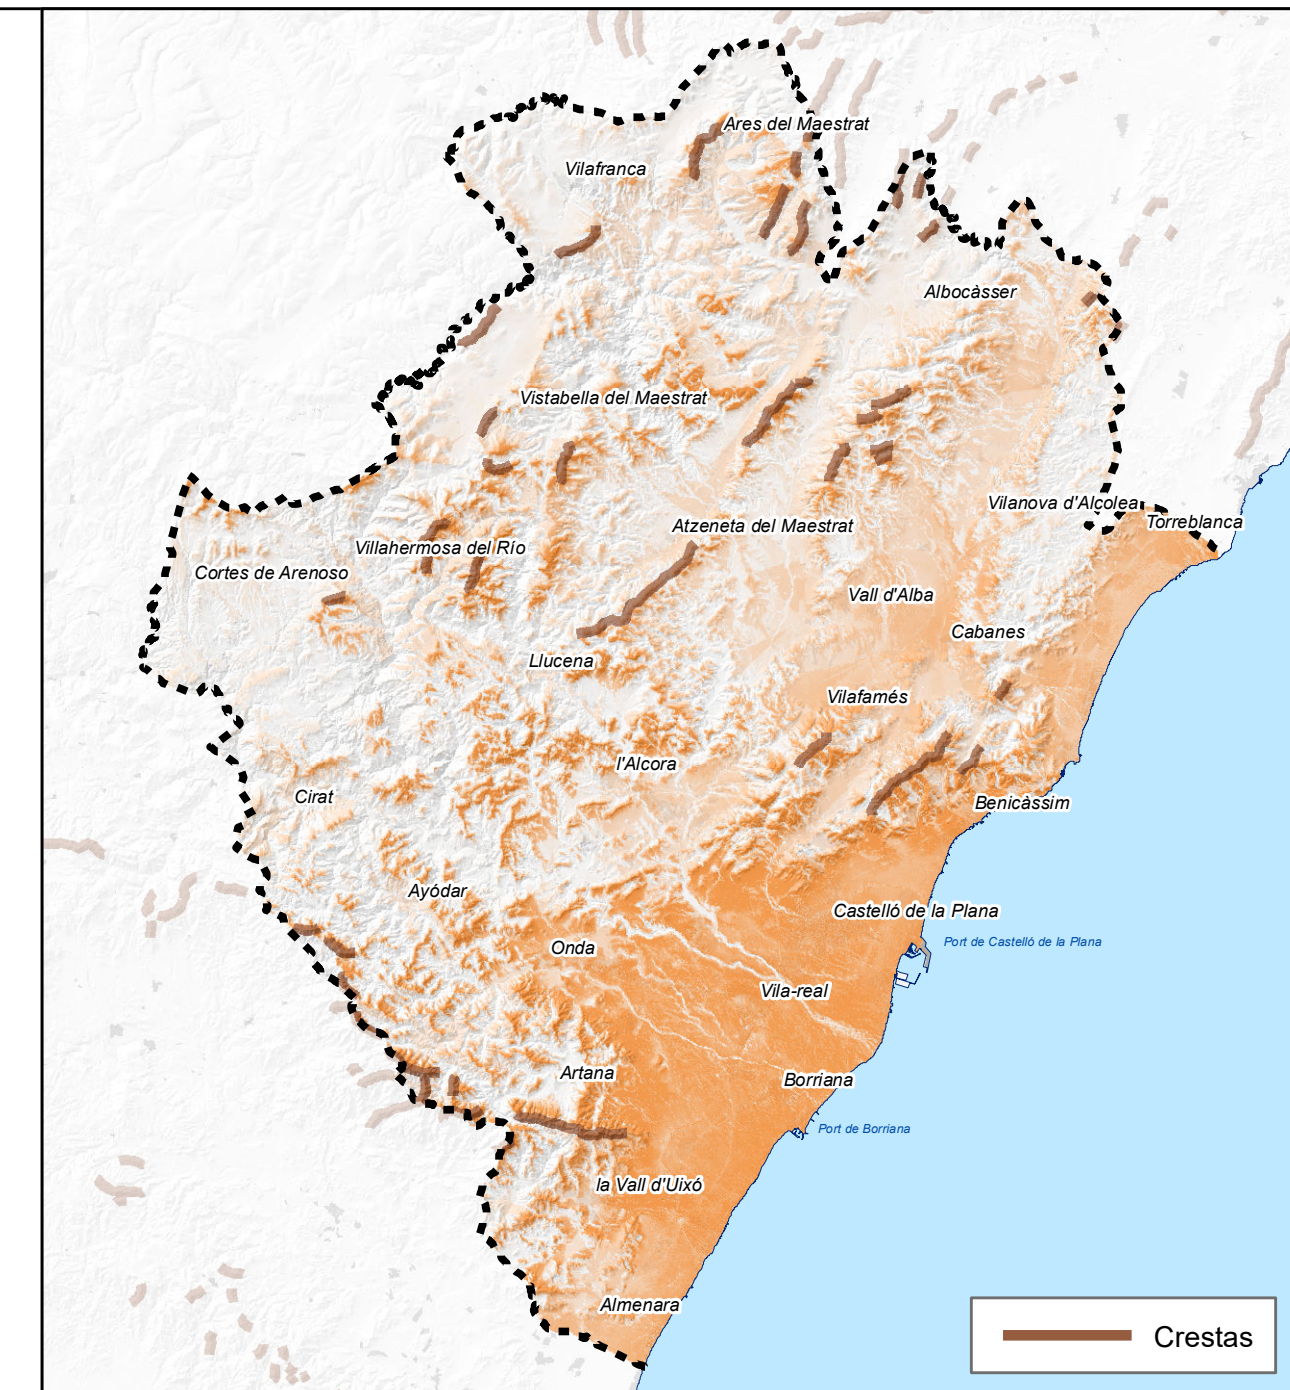 Ares del Maestrat
Vilafranca
Albocàsser
Vistabella del Maestrat
Vilanova d'Alcolea
Torreblanca
Atzeneta del Maestrat
Villahermosa del Río
Cortes de Arenoso
Vall d'Alba
Cabanes
Llucena
Vilafamés
l'Alcora
Cirat
Benicàssim
Ayódar
Castelló de la Plana
Port de Castelló de la Plana
Onda
Vila-real
Artana
Borriana
Port de Borriana
la Vall d'Uixó
Almenara
Crestas